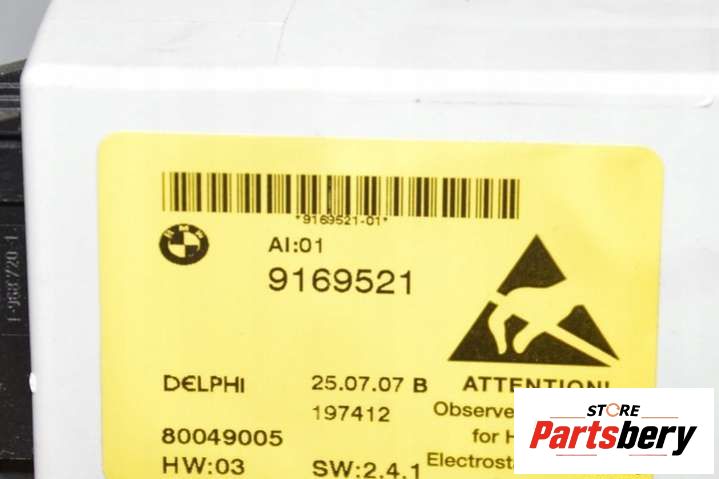 *9169521-01*
BMW
AI:01
9169521
DELPHI 25.07.07 B ATTENTION!
197412 Observe
80049005 for H
HW:03 SW:2.4.1 Electrost
STORE
Partsbery